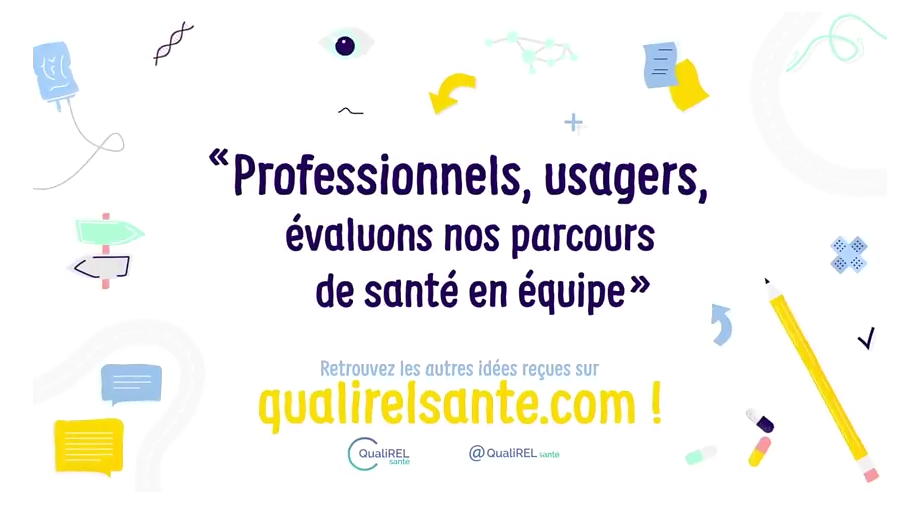 « Professionnels, usagers,
évaluons nos parcours
de santé en équipe »
Retrouvez les autres idées reçues sur
qualirelsante.com !
QualiREL
santé
@QualiREL santé